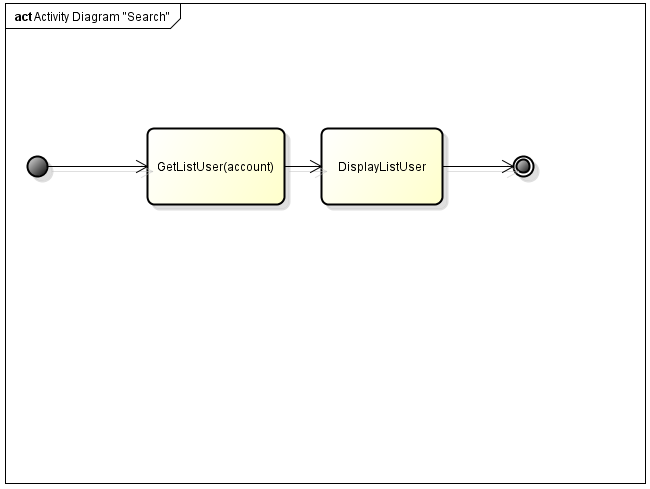 act Activity Diagram "Search"
GetListUser(account)
DisplayListUser